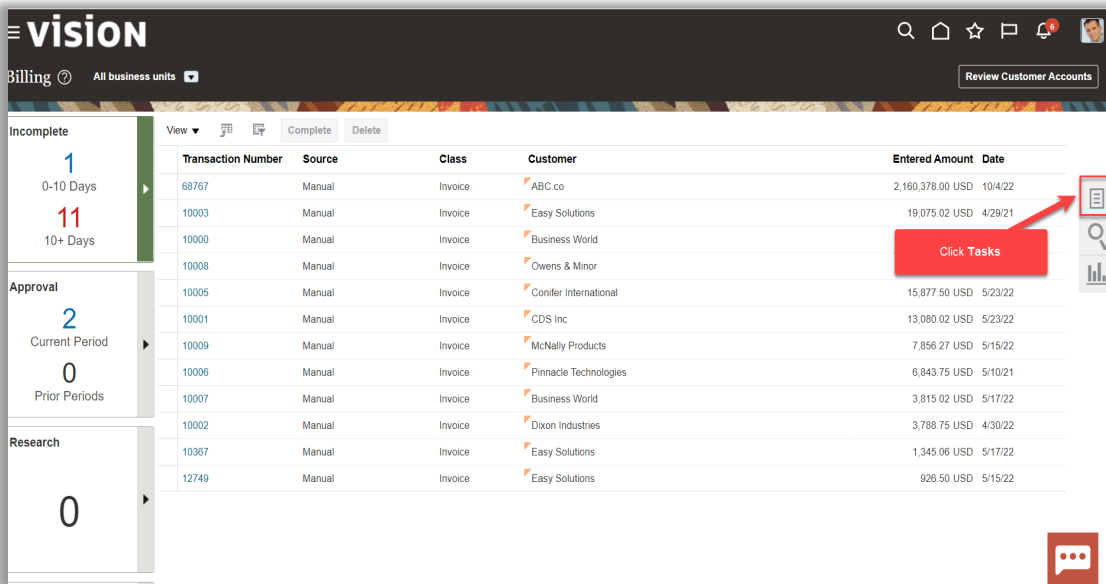 vision
6
Billing ? All business units
Review Customer Accounts
Incomplete
1
0-10 Days
11
10+ Days
Approval
2
Current Period
0
Prior Periods
Research
0
View Complete Delete
Transaction Number Source Class Customer Entered Amount Date
68767 Manual Invoice ABC.co 2,160,378.00 USD 10/4/22
10003 Manual Invoice Easy Solutions 19,075.02 USD 4/29/21
10000 Manual Invoice Business World
10008 Manual Invoice Owens & Minor
10005 Manual Invoice Conifer International 15,877.50 USD 5/23/22
10001 Manual Invoice CDS Inc 13,080.02 USD 5/23/22
10009 Manual Invoice McNally Products 7,856.27 USD 5/15/22
10006 Manual Invoice Pinnacle Technologies 6,843.75 USD 5/10/21
10007 Manual Invoice Business World 3,815.02 USD 5/17/22
10002 Manual Invoice Dixon Industries 3,788.75 USD 4/30/22
10367 Manual Invoice Easy Solutions 1,345.06 USD 5/17/22
12749 Manual Invoice Easy Solutions 926.50 USD 5/15/22
Click Tasks